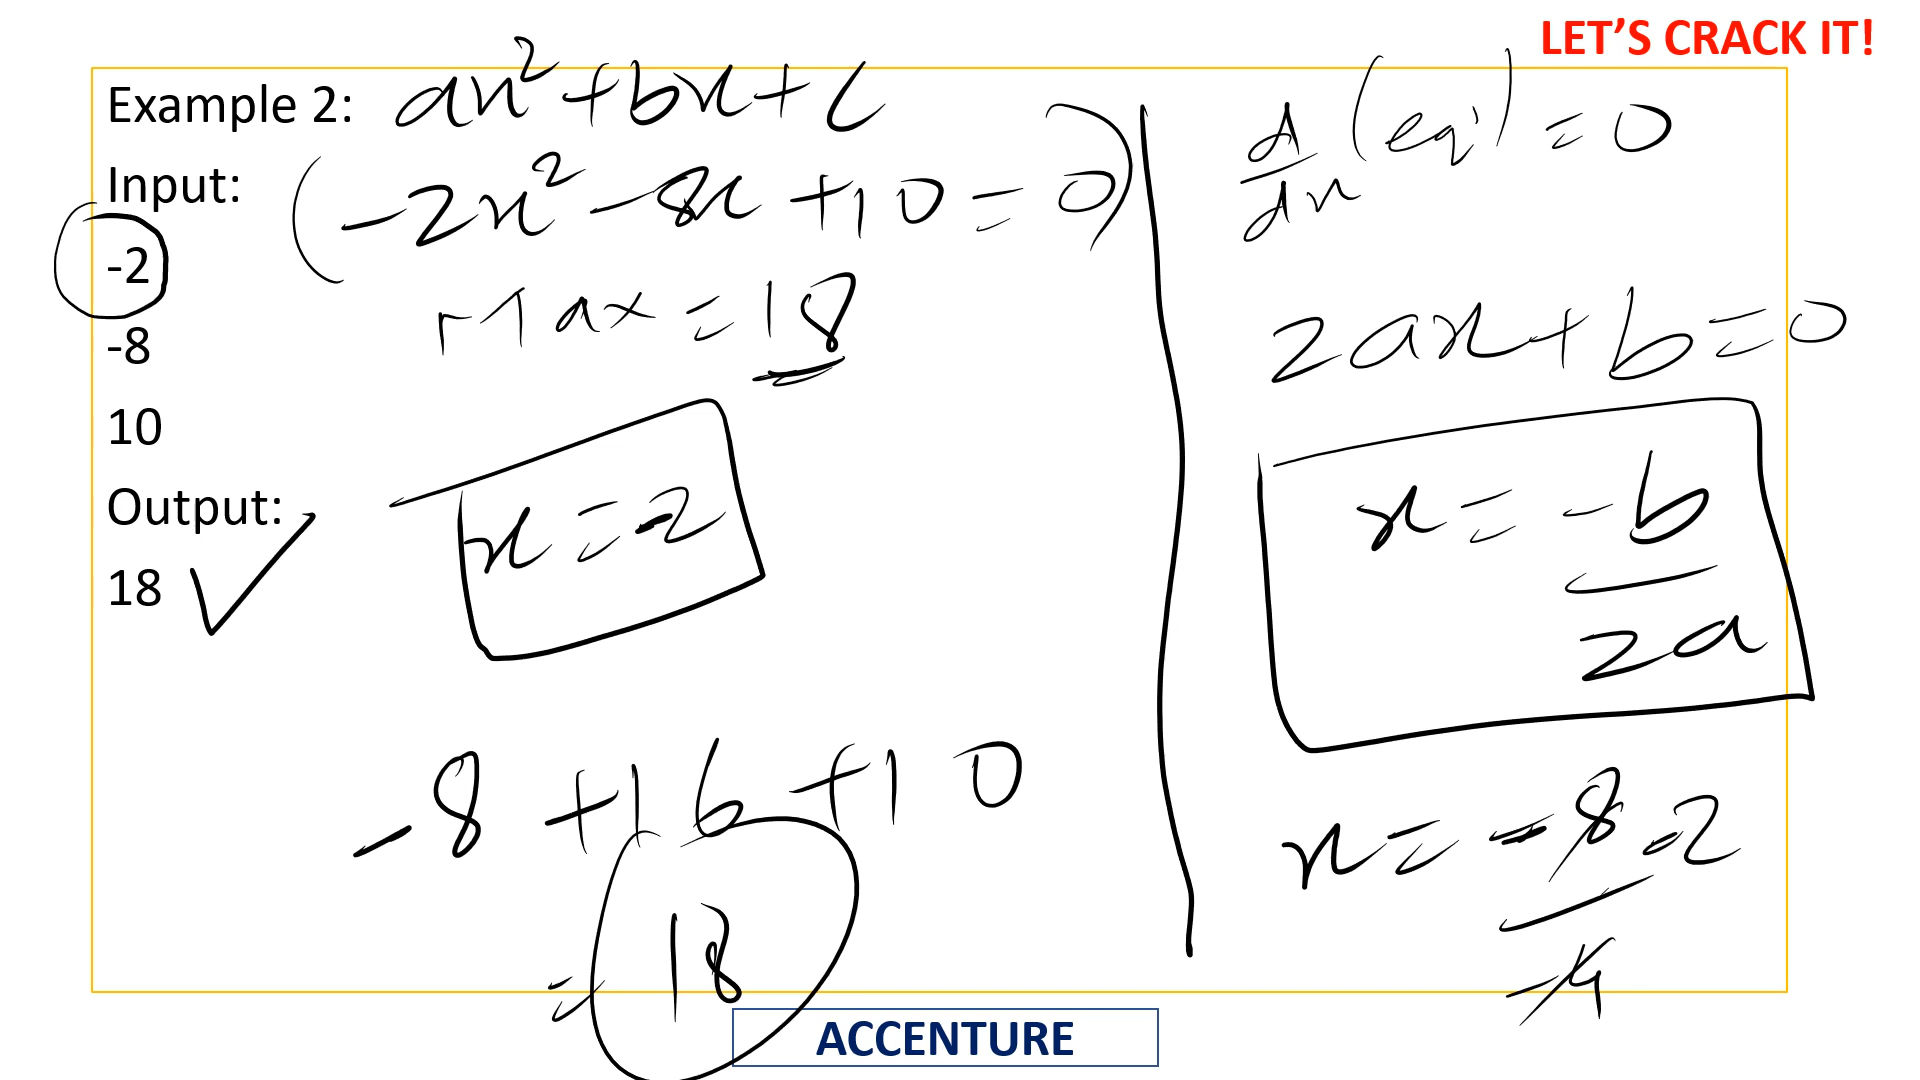 LET'S CRACK IT!
Example 2: ax² + bx + c
Input: (-2x² - 8x + 10 = 0)
-2
-8
10
Output:
18
Max = 18
x = -2
-8 + 16 + 10
= 18
d/dx (eqⁿ) = 0
2ax + b = 0
x = -b
2a
x = -8 -2
-4
ACCENTURE